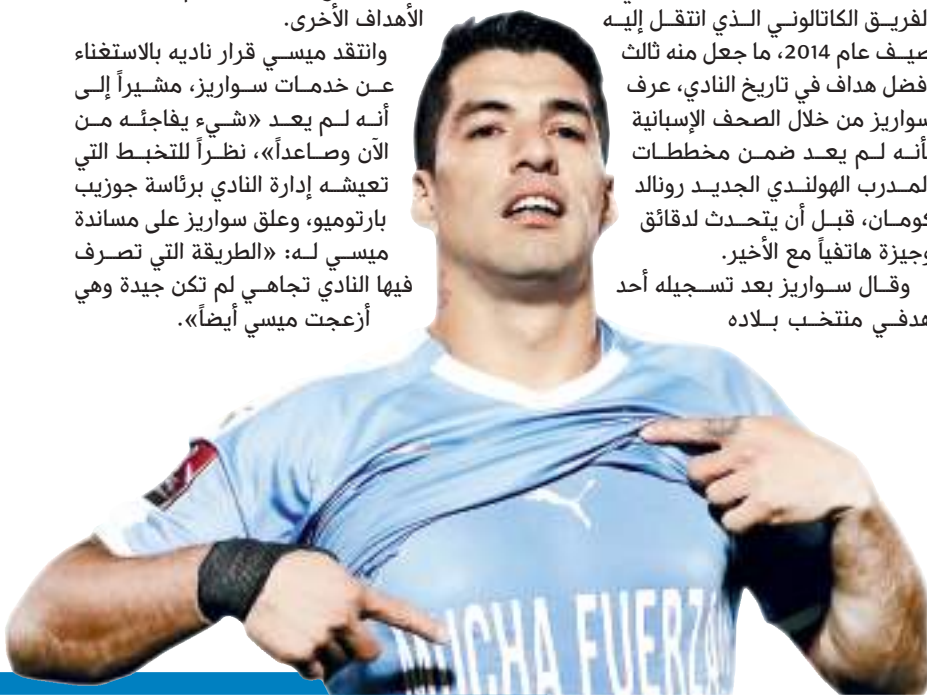 لفريق الكاتالوني الذي انتقل إليه
صيف عام 2014، ما جعل منه ثالث
فضل هداف في تاريخ النادي، عرف
سواريز من خلال الصحف الإسبانية
أنه لم يعد ضمن مخططات
لمدرب الهولندي الجديد رونالد
كومان، قبل أن يتحدث لدقائق
وجيزة هاتفياً مع الأخير.
وقال سواريز بعد تسجيله أحد
هدفي منتخب بلاده
الأهداف الأخرى.
وانتقد ميسي قرار ناديه بالاستغناء
عن خدمات سواريز، مشيراً إلى
أنه لم يعد «شيء يفاجئه من
الآن وصاعداً»، نظراً للتخبط التي
تعيشه إدارة النادي برئاسة جوزيب
بارتوميو، وعلق سواريز على مساندة
ميسي له: «الطريقة التي تصرف
فيها النادي تجاهي لم تكن جيدة وهي
أزعجت ميسي أيضاً».
MUCHA FUERZA